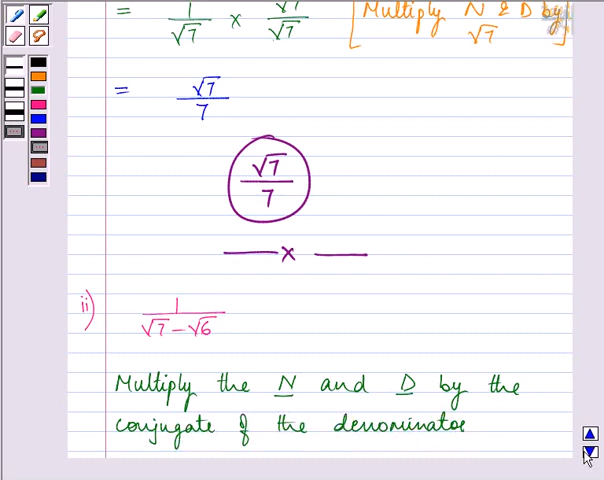 = 1/√7 × √7/√7 [Multiply N & D by
√7]
= √7/7
√7/7
—— × ——
ii) 1/(√7−√6)
Multiply the N and D by the
conjugate of the denominator